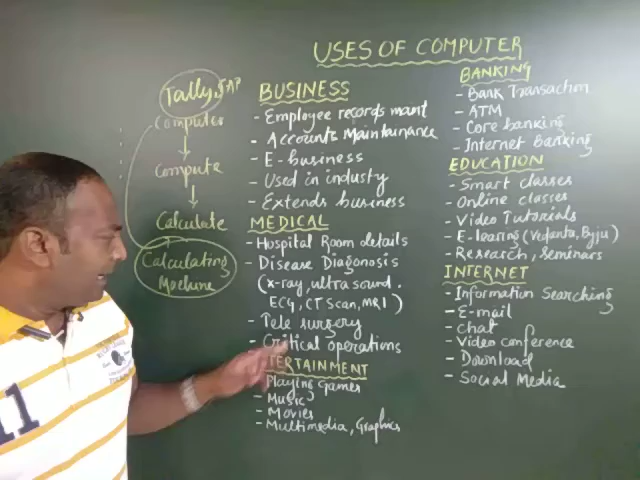 USES OF COMPUTER
Tally, SAP
Computer
Compute
Calculate
Calculating
Machine
BUSINESS
- Employee records maint
- Accounts Maintainance
- E-business
- Used in industry
- Extends business
MEDICAL
- Hospital Room details
- Disease Diagonosis
(x-ray, ultra sound.
ECG, CT Scan, MRI)
- Tele surgery
- Critical operations
ERTAINMENT
Playing games
- Music
- Movies
- Multimedia, Graphics
BANKING
- Bank Transaction
- ATM
- Core banking
- Internet Banking
EDUCATION
- Smart classes
- Online classes
- Video Tutorials
- E-learing (Vedanta, Byju)
- Research, Seminars
INTERNET
- Information Searching
- E-mail
- Chat
- Video conference
- Download
- Social Media
11